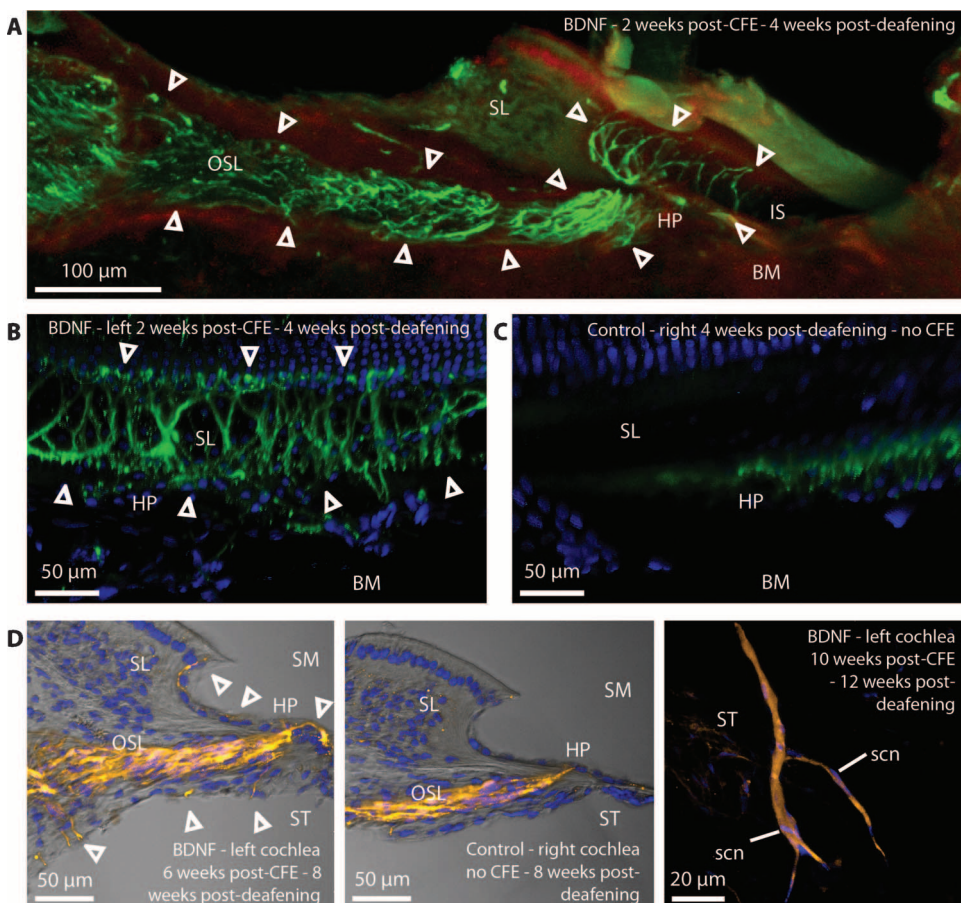 A
BDNF - 2 weeks post-CFE - 4 weeks post-deafening
SL
OSL
HP
IS
BM
100 µm
B
BDNF - left 2 weeks post-CFE - 4 weeks post-deafening
SL
HP
BM
50 µm
C
Control - right 4 weeks post-deafening - no CFE
SL
HP
BM
50 µm
D
SL
SM
HP
OSL
ST
BDNF - left cochlea
6 weeks post-CFE - 8
weeks post-deafening
50 µm
SM
SL
HP
OSL
ST
Control - right cochlea
no CFE - 8 weeks post-
deafening
50 µm
BDNF - left cochlea
10 weeks post-CFE
- 12 weeks post-
deafening
ST
scn
scn
20 µm